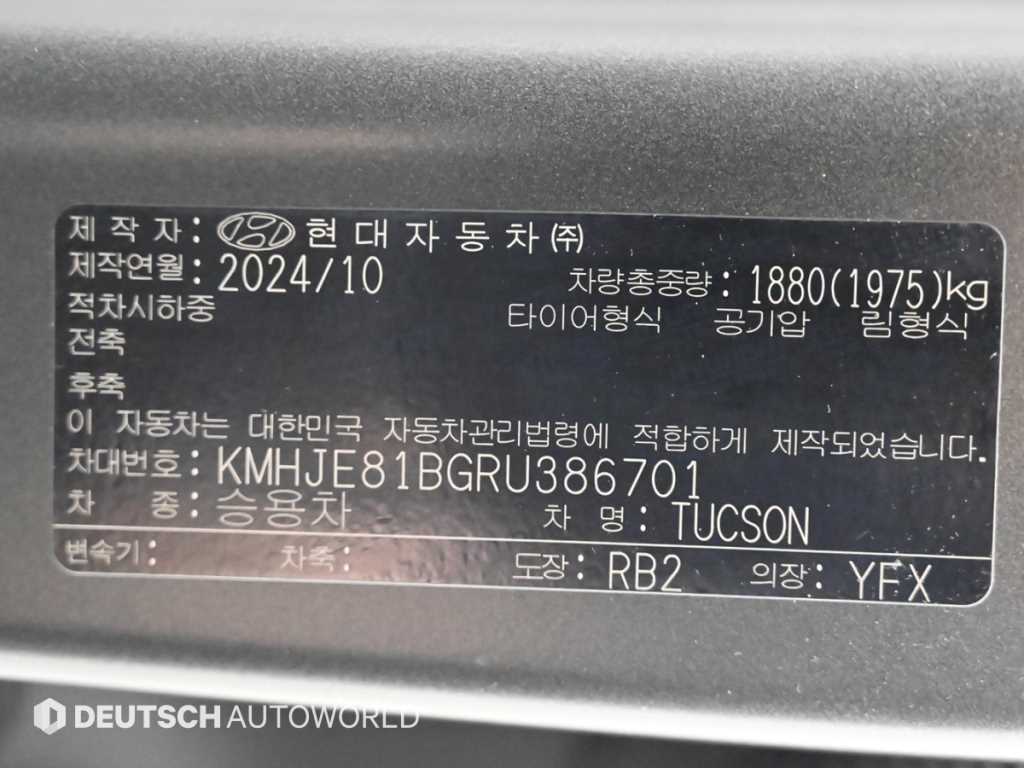 제 작 자 : 현 대 자 동 차 ㈜
제작연월 : 2024/10 차량총중량 : 1880(1975)kg
적차시하중 타이어형식 공기압 림형식
전축
후축
이 자동차는 대한민국 자동차관리법령에 적합하게 제작되었습니다.
차대번호 : KMHJE81BGRU386701
차 종 : 승용차 차 명 : TUCSON
변속기 : 차축 : 도장 : RB2 의장 : YFX
DEUTSCH AUTOWORLD